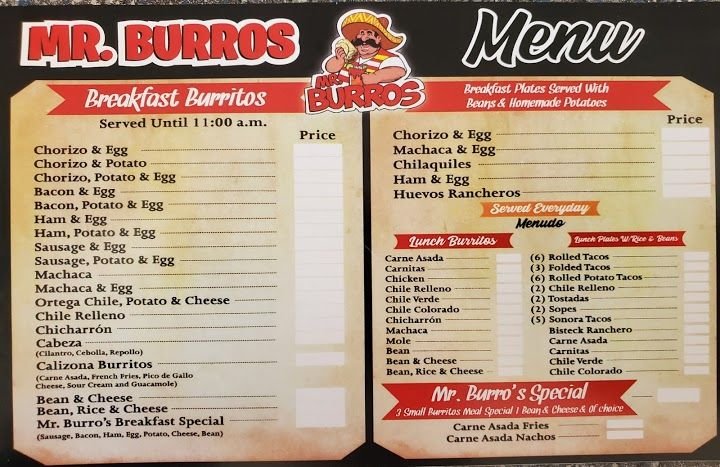 MR. BURROS
MR. BURROS
Menu
Breakfast Burritos
Served Until 11:00 a.m.
Price
Chorizo & Egg
Chorizo & Potato
Chorizo, Potato & Egg
Bacon & Egg
Bacon, Potato & Egg
Ham & Egg
Ham, Potato & Egg
Sausage & Egg
Sausage, Potato & Egg
Machaca
Machaca & Egg
Ortega Chile, Potato & Cheese
Chile Relleno
Chicharrón
Cabeza
(Cilantro, Cebolla, Repollo)
Calizona Burritos
(Carne Asada, French Fries, Pico de Gallo
Cheese, Sour Cream and Guacamole)
Bean & Cheese
Bean, Rice & Cheese
Mr. Burro's Breakfast Special
(Sausage, Bacon, Ham, Egg, Potato, Cheese, Bean)
Breakfast Plates Served With
Beans & Homemade Potatoes
Price
Chorizo & Egg
Machaca & Egg
Chilaquiles
Ham & Egg
Huevos Rancheros
Served Everyday
Menudo
Lunch Burritos
Carne Asada
Carnitas
Chicken
Chile Relleno
Chile Verde
Chile Colorado
Chicharrón
Machaca
Mole
Bean
Bean & Cheese
Bean, Rice & Cheese
Lunch Plates W/Rice & Beans
(6) Rolled Tacos
(3) Folded Tacos
(6) Rolled Potato Tacos
(2) Chile Relleno
(2) Tostadas
(2) Sopes
(5) Sonora Tacos
Bisteck Ranchero
Carne Asada
Carnitas
Chile Verde
Chile Colorado
Mr. Burro's Special
3 Small Burritos Meal Special 1 Bean & Cheese & Of choice
Carne Asada Fries
Carne Asada Nachos